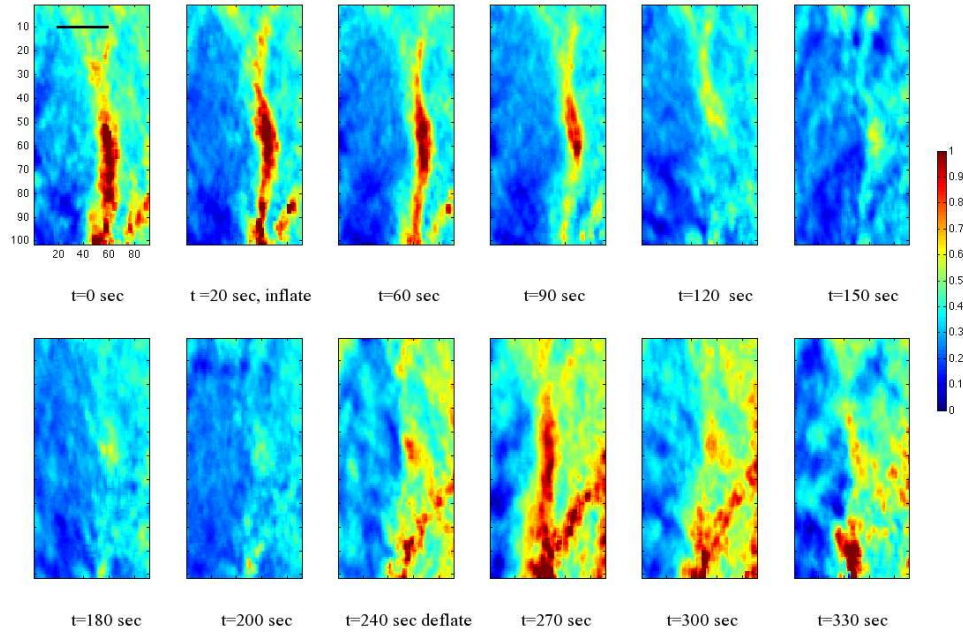 10
20
30
40
50
60
70
80
90
100
20 40 60 80
1
0.9
0.8
0.7
0.6
0.5
0.4
0.3
0.2
0.1
0
t=0 sec
t =20 sec, inflate
t=60 sec
t=90 sec
t=120 sec
t=150 sec
t=180 sec
t=200 sec
t=240 sec deflate
t=270 sec
t=300 sec
t=330 sec